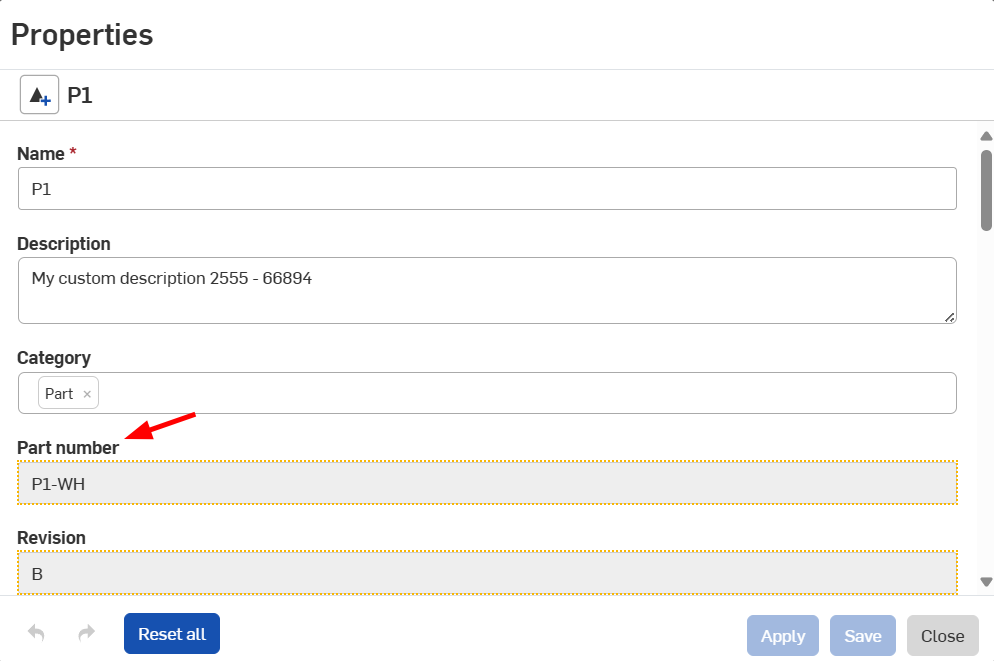 Properties
P1
Name *
P1
Description
My custom description 2555 - 66894
Category
Part ×
Part number
P1-WH
Revision
B
Reset all
Apply
Save
Close